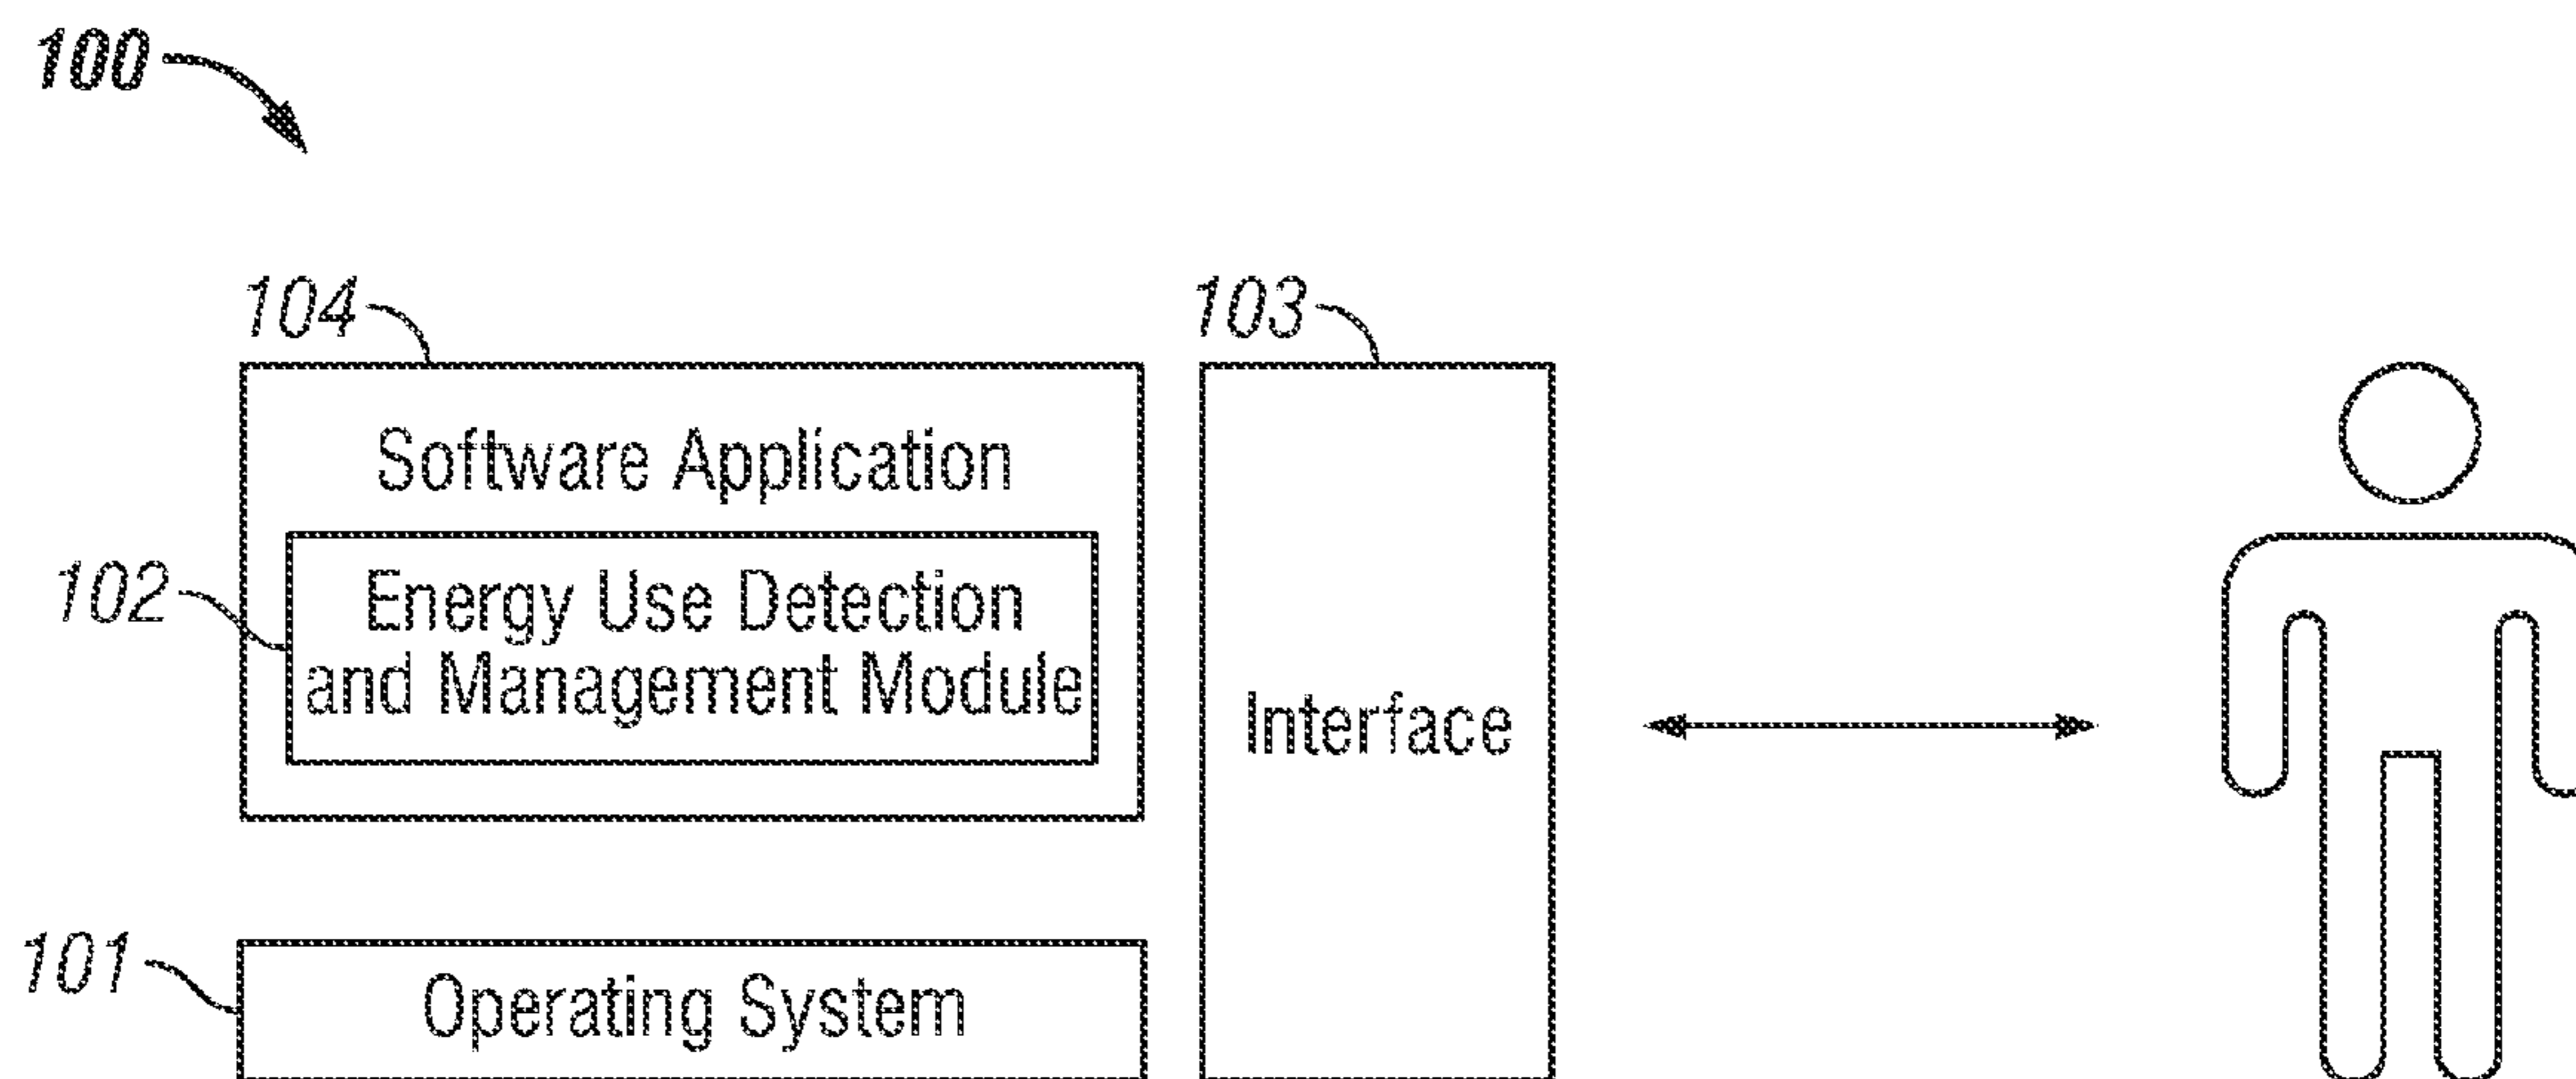 100
104
103
Software Application
102
Energy Use Detection
and Management Module
Interface
101
Operating System